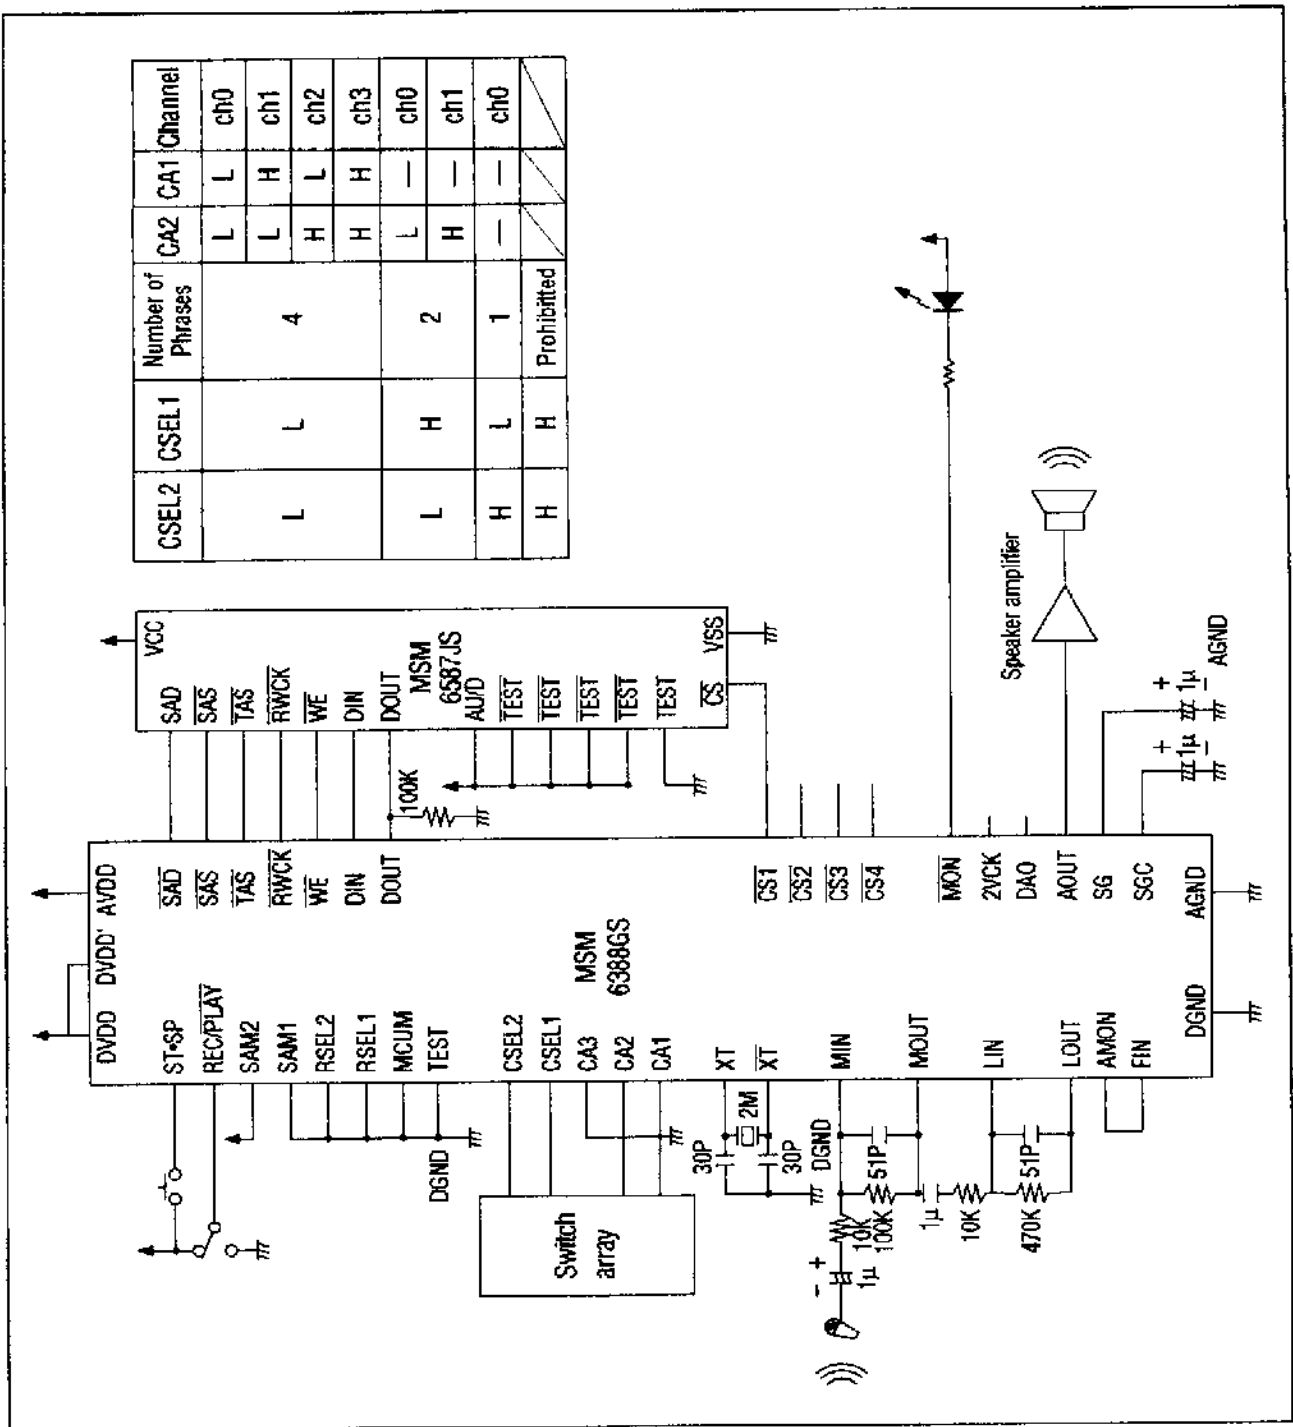 CSEL2 CSEL1 Number of Phrases CA2 CA1 Channel
L L 4 L L ch0
L H ch1
H L ch2
H H ch3
L H 2 L — ch0
H — ch1
H L 1 — — ch0
H H Prohibitted
VCC
SAD
SAS
TAS
RWCK
WE
DIN
DOUT
MSM
6587JS
AU/D
TEST
TEST
TEST
TEST
TEST
CS
VSS
100K
DVDD DVDD' AVDD
SAD
SAS
TAS
RWCK
WE
DIN
DOUT
CS1
CS2
CS3
CS4
MON
2VCK
DAO
AOUT
SG
SGC
MSM
6388GS
ST•SP
REC/PLAY
SAM2
SAM1
RSEL2
RSEL1
MCUM
TEST
CSEL2
CSEL1
CA3
CA2
CA1
XT
XT
MIN
MOUT
LIN
LOUT
AMON
FIN
DGND AGND
DGND
Switch
array
30P
2M
30P
DGND
- +
1μ
10K
100K
51P
1μ
10K
470K
51P
Speaker amplifier
+
1μ
-
+
1μ
-
AGND